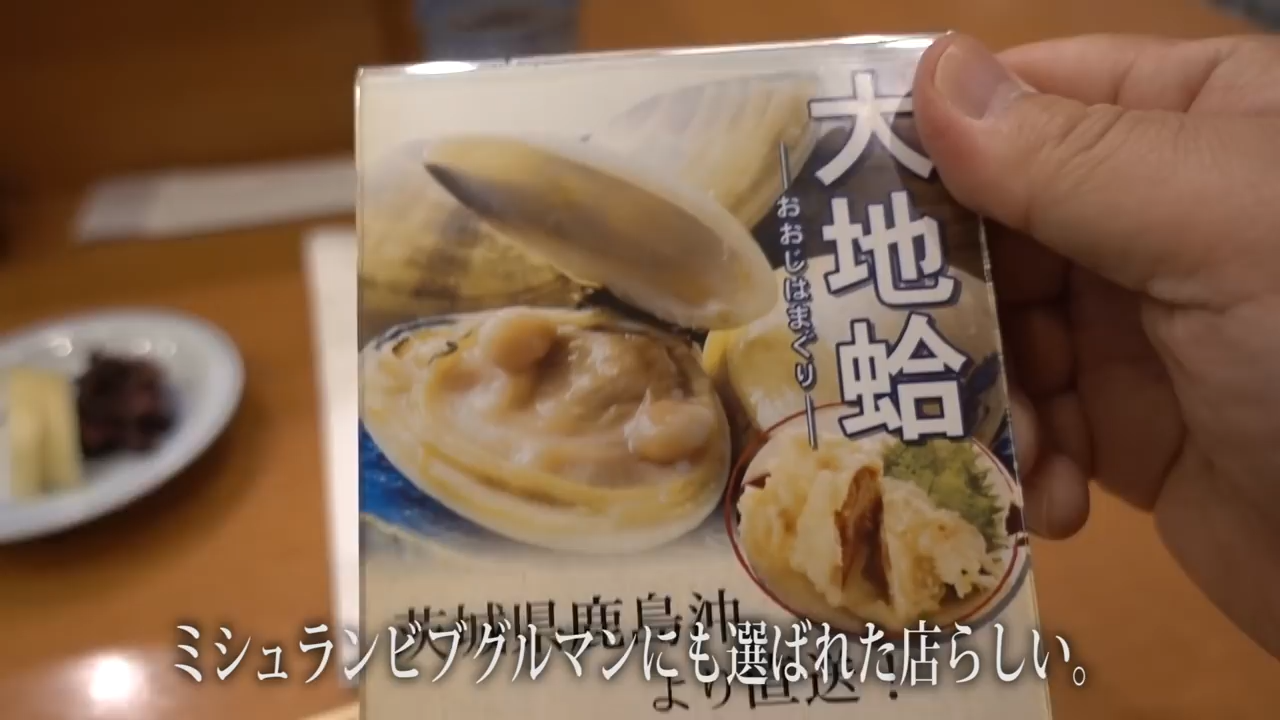 大地蛤
おおじはまぐり
茨城県鹿島沖
より直送!
ミシュランビブグルマンにも選ばれた店らしい。